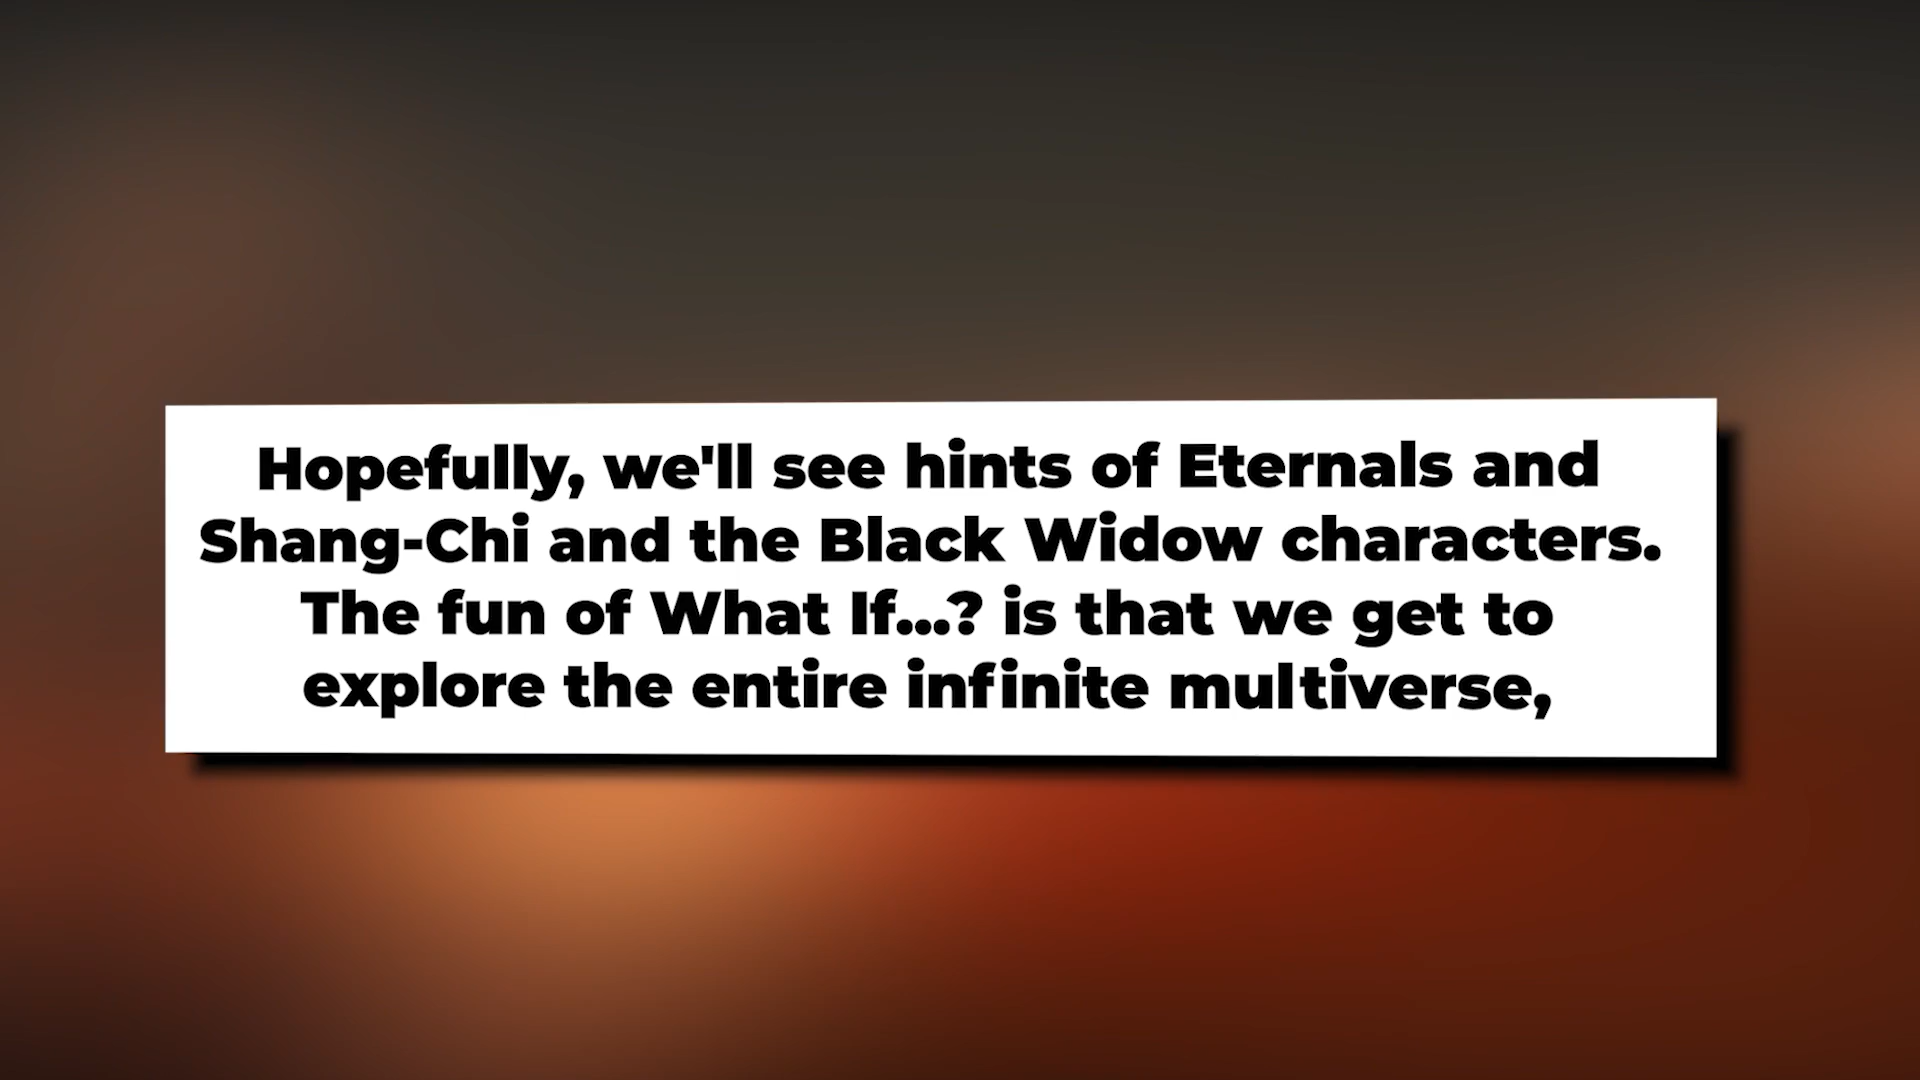 Hopefully, we'll see hints of Eternals and
Shang-Chi and the Black Widow characters.
The fun of What If...? is that we get to
explore the entire infinite multiverse,